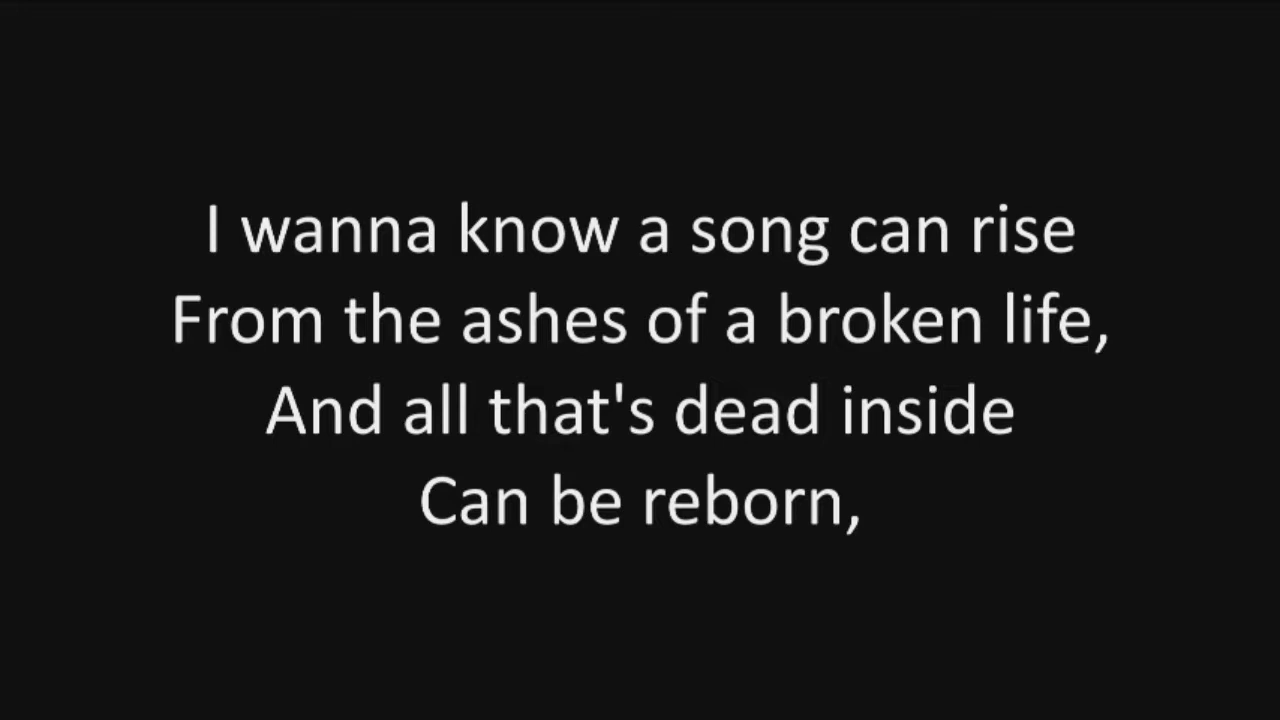 I wanna know a song can rise
From the ashes of a broken life,
And all that's dead inside
Can be reborn,